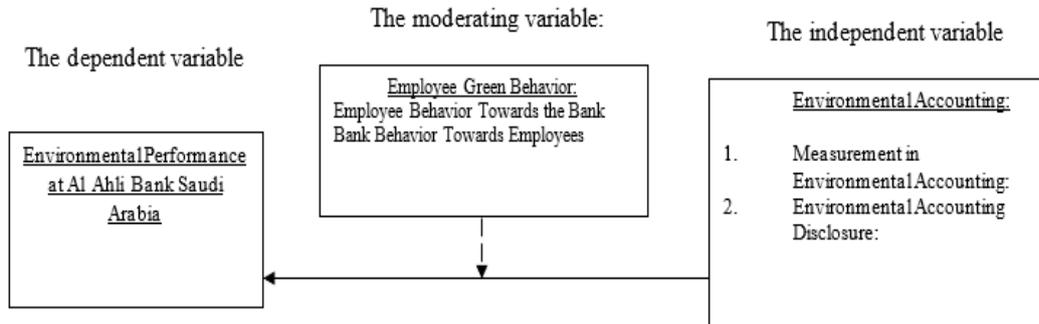 The moderating variable:
The independent variable
The dependent variable
Employee Green Behavior:
Employee Behavior Towards the Bank
Bank Behavior Towards Employees
Environmental Accounting:
1. Measurement in
Environmental Accounting:
2. Environmental Accounting
Disclosure:
Environmental Performance
at Al Ahli Bank Saudi
Arabia